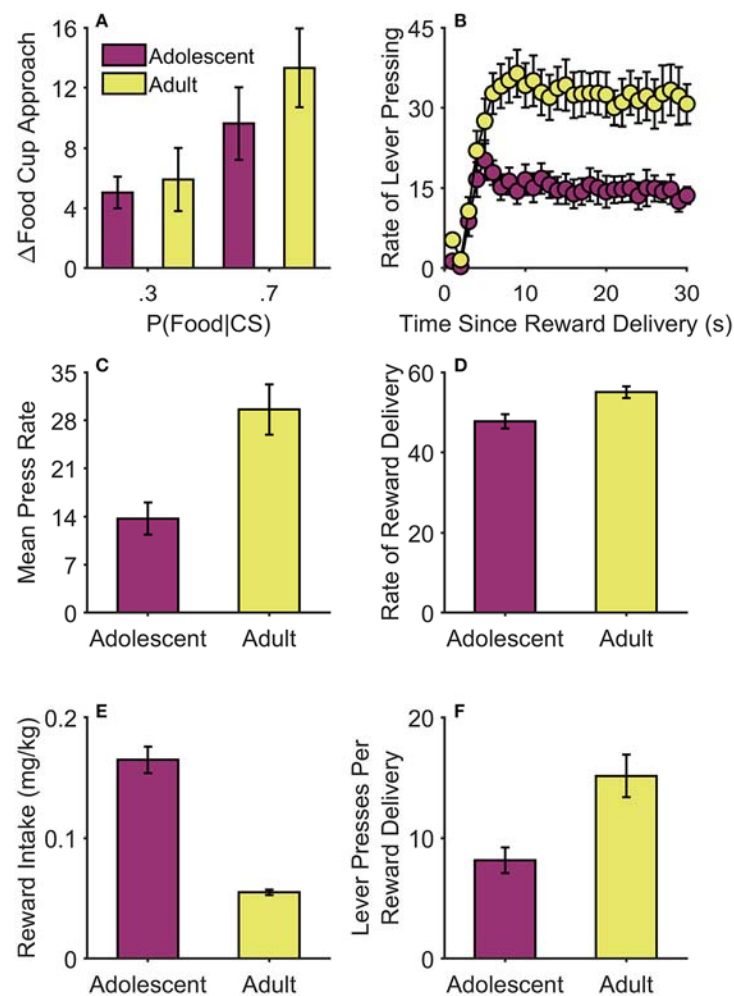 A
ΔFood Cup Approach
16
12
8
4
0
Adolescent
Adult
.3
.7
P(Food|CS)
B
Rate of Lever Pressing
45
30
15
0
0
10
20
30
Time Since Reward Delivery (s)
C
Mean Press Rate
35
28
21
14
7
0
Adolescent
Adult
D
Rate of Reward Delivery
60
40
20
0
Adolescent
Adult
E
Reward Intake (mg/kg)
0.2
0.1
0
Adolescent
Adult
F
Lever Presses Per
Reward Delivery
20
10
0
Adolescent
Adult